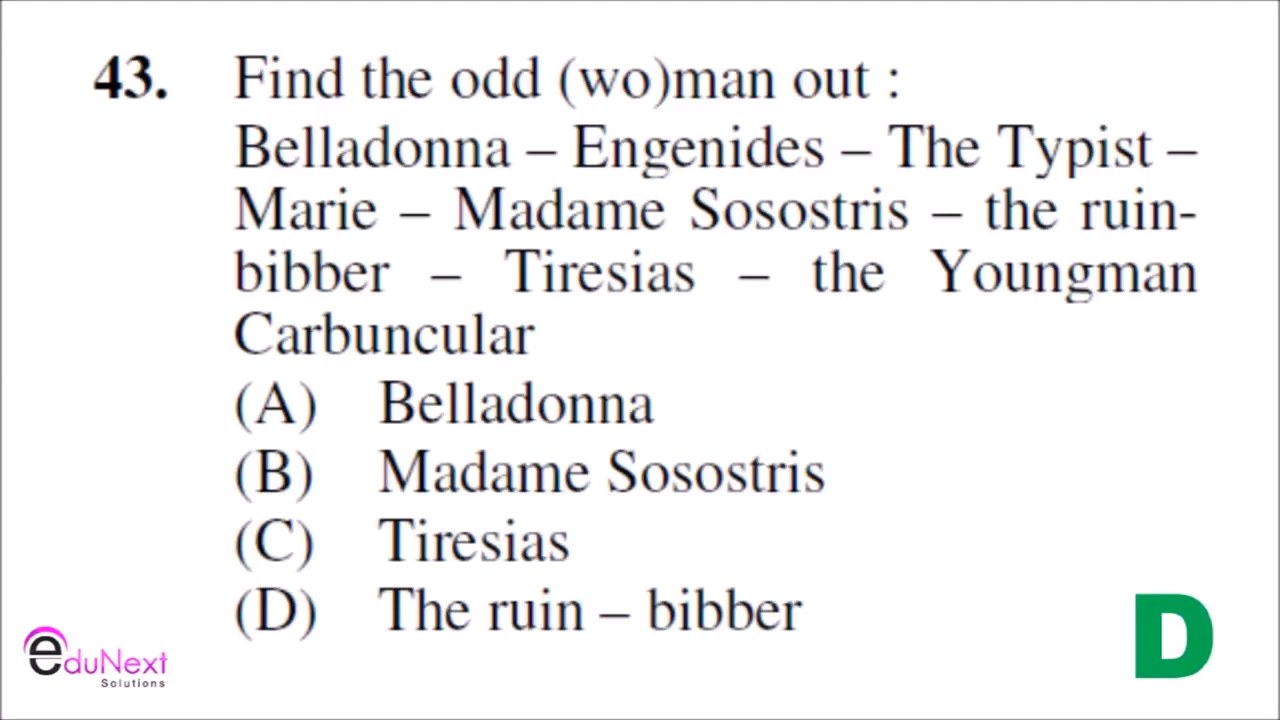 43. Find the odd (wo)man out :
Belladonna – Engenides – The Typist –
Marie – Madame Sosostris – the ruin-
bibber – Tiresias – the Youngman
Carbuncular
(A) Belladonna
(B) Madame Sosostris
(C) Tiresias
(D) The ruin – bibber
D
eduNext
Solutions